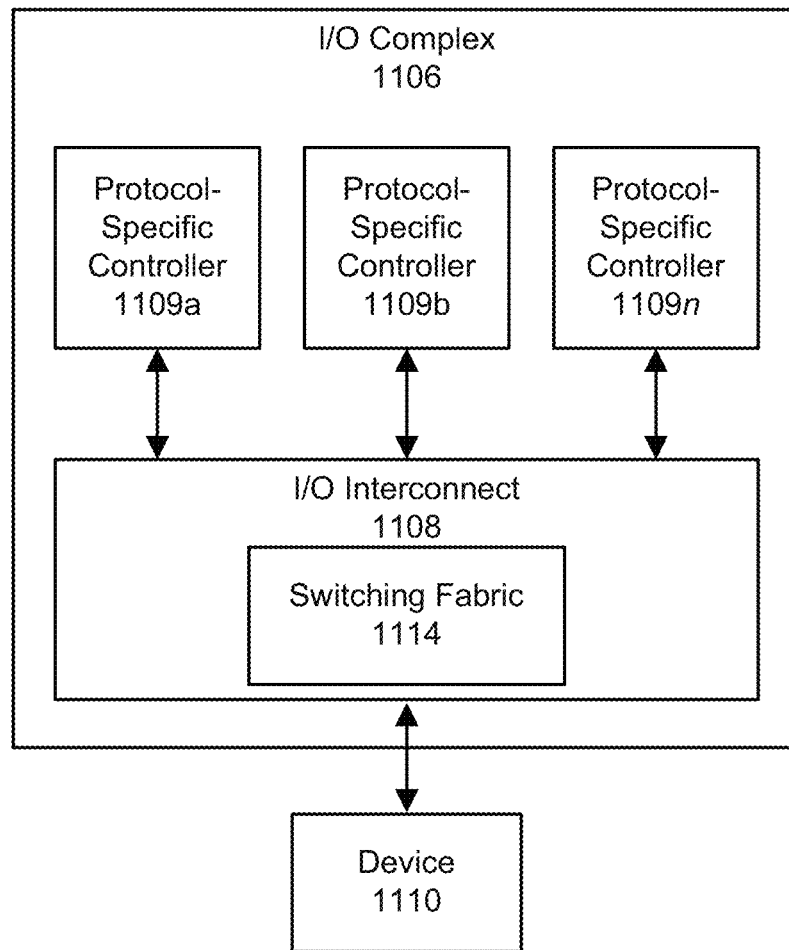 I/O Complex
1106
Protocol-
Specific
Controller
1109a
Protocol-
Specific
Controller
1109b
Protocol-
Specific
Controller
1109n
I/O Interconnect
1108
Switching Fabric
1114
Device
1110